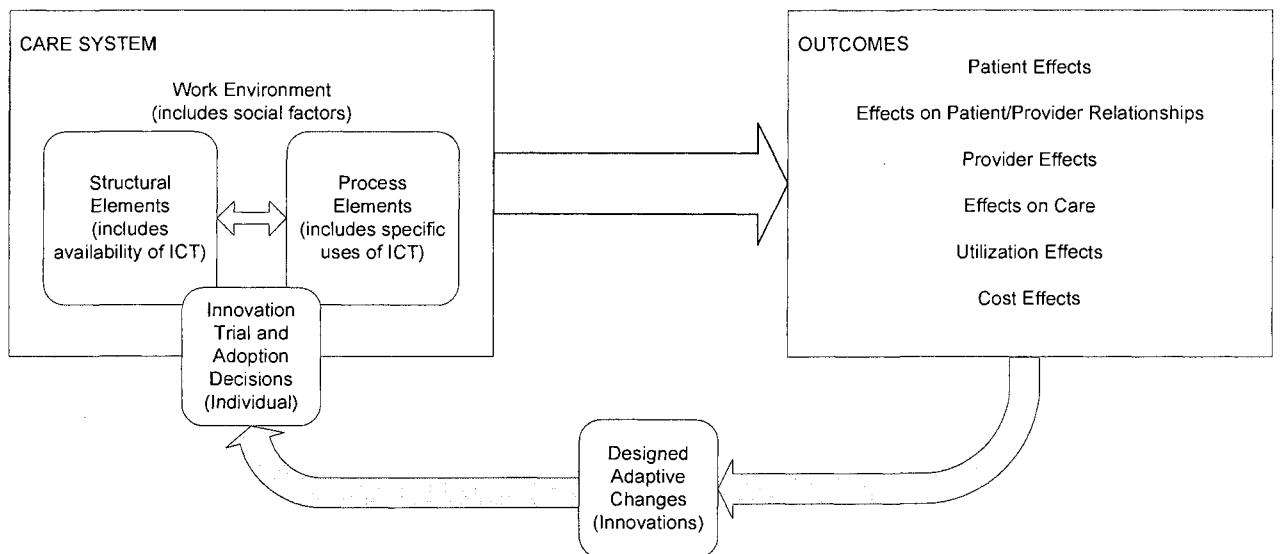 CARE SYSTEM
Work Environment
(includes social factors)
Structural
Elements
(includes
availability of ICT)
Process
Elements
(includes specific
uses of ICT)
Innovation
Trial and
Adoption
Decisions
(Individual)
OUTCOMES
Patient Effects
Effects on Patient/Provider Relationships
Provider Effects
Effects on Care
Utilization Effects
Cost Effects
Designed
Adaptive
Changes
(Innovations)